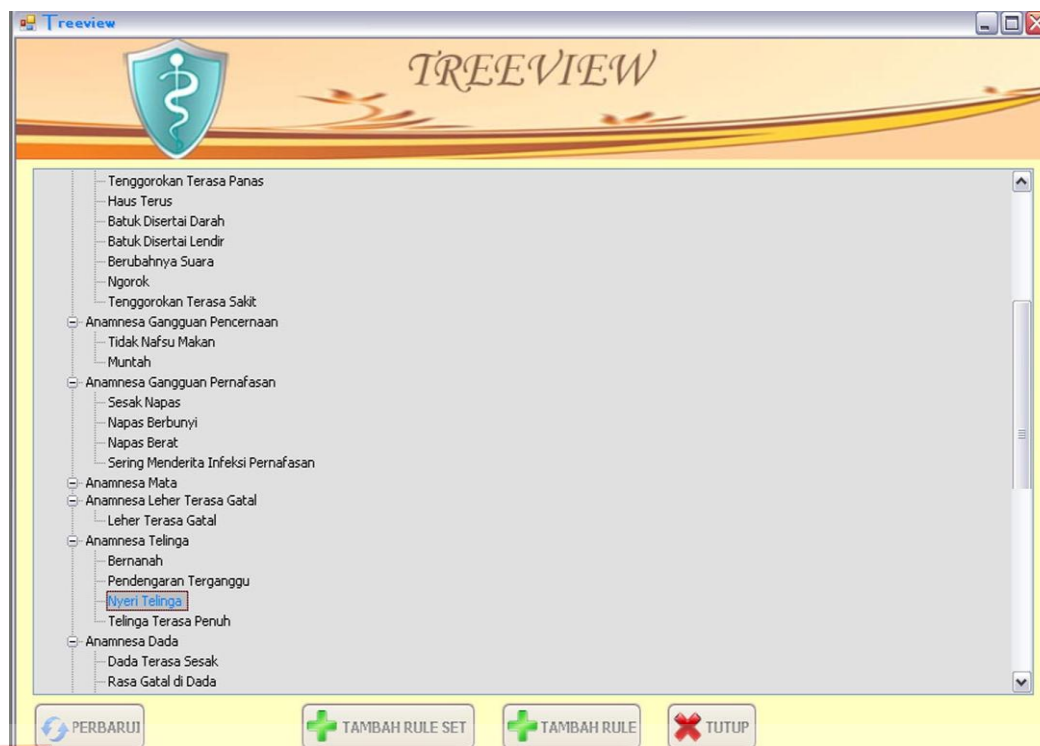 Treeview
TREEVIEW
Tenggorokan Terasa Panas
Haus Terus
Batuk Disertai Darah
Batuk Disertai Lendir
Berubahnya Suara
Ngorok
Tenggorokan Terasa Sakit
Anamnesa Gangguan Pencernaan
Tidak Nafsu Makan
Muntah
Anamnesa Gangguan Pernafasan
Sesak Napas
Napas Berbunyi
Napas Berat
Sering Menderita Infeksi Pernafasan
Anamnesa Mata
Anamnesa Leher Terasa Gatal
Leher Terasa Gatal
Anamnesa Telinga
Bernanah
Pendengaran Terganggu
Nyeri Telinga
Telinga Terasa Penuh
Anamnesa Dada
Dada Terasa Sesak
Rasa Gatal di Dada
PERBARUI TAMBAH RULE SET TAMBAH RULE TUTUP